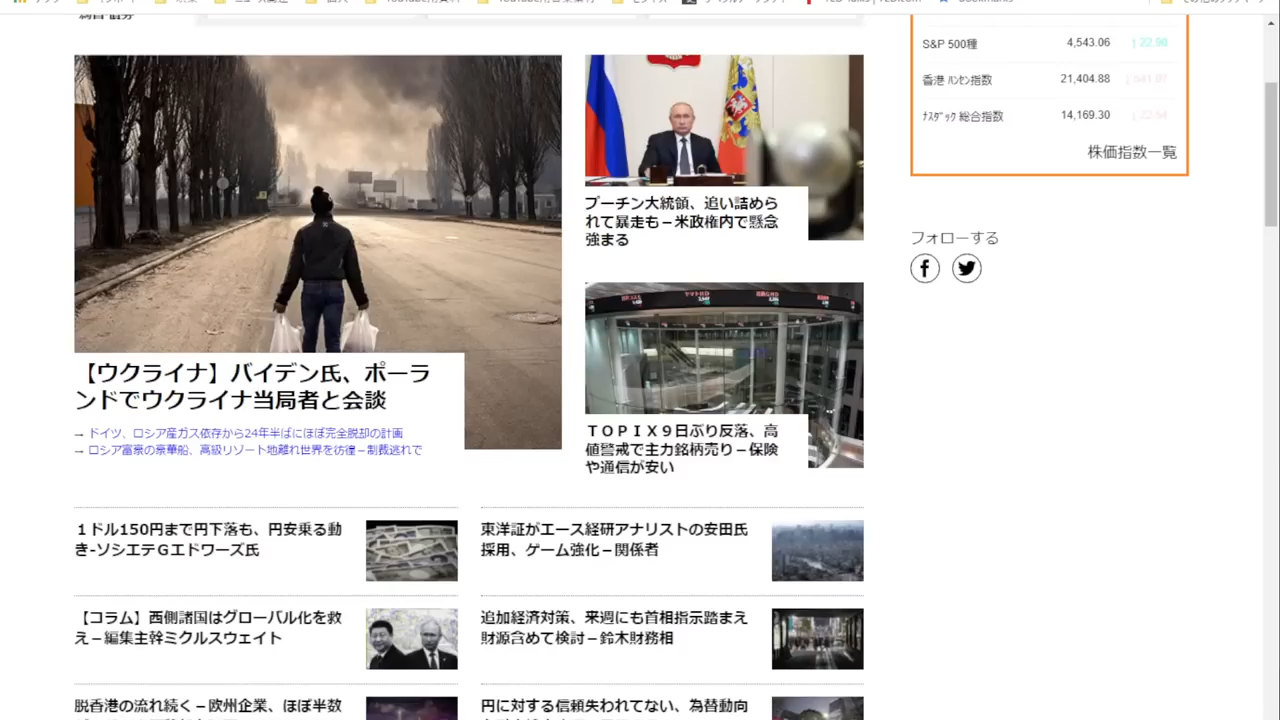 S&P 500種 4,543.06 22.90
香港 ﾊﾝｾﾝ指数 21,404.88
ﾅｽﾀﾞｯｸ 総合指数 14,169.30 22.54
株価指数一覧
フォローする
【ウクライナ】バイデン氏、ポーラ
ンドでウクライナ当局者と会談
→ ドイツ、ロシア産ガス依存から24年半ばにほぼ完全脱却の計画
→ ロシア富豪の豪華船、高級リゾート地離れ世界を彷徨－制裁逃れで
プーチン大統領、追い詰めら
れて暴走も－米政権内で懸念
強まる
ＴＯＰＩＸ９日ぶり反落、高
値警戒で主力銘柄売り－保険
や通信が安い
１ドル150円まで円下落も、円安乗る動
き-ソシエテＧエドワーズ氏
東洋証がエース経研アナリストの安田氏
採用、ゲーム強化－関係者
【コラム】西側諸国はグローバル化を救
え－編集主幹ミクルスウェイト
追加経済対策、来週にも首相指示踏まえ
財源含めて検討－鈴木財務相
脱香港の流れ続く－欧州企業、ほぼ半数
円に対する信頼失われてない、為替動向